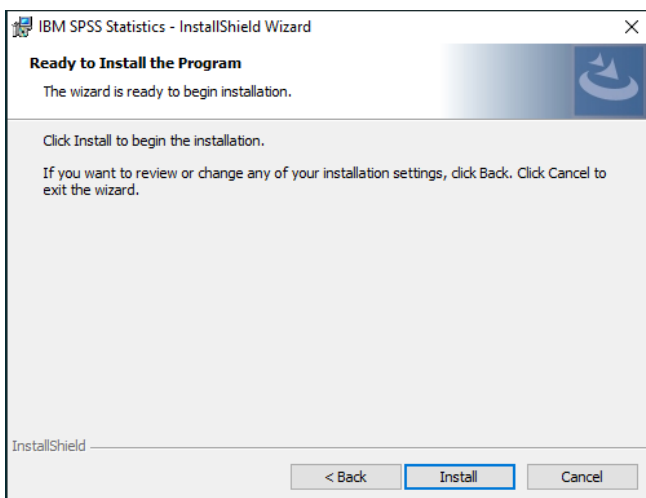 IBM SPSS Statistics - InstallShield Wizard
Ready to Install the Program
The wizard is ready to begin installation.
Click Install to begin the installation.
If you want to review or change any of your installation settings, click Back. Click Cancel to
exit the wizard.
InstallShield
< Back Install Cancel